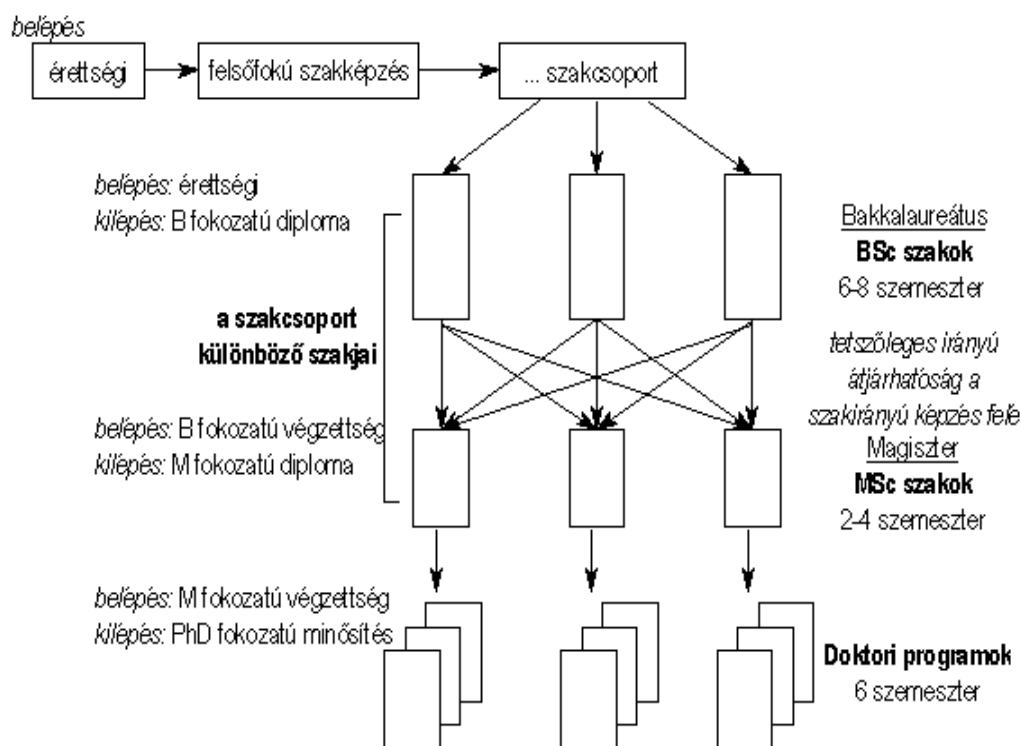 belépés
érettségi
felsőfokú szakképzés
... szakcsoport
belépés: érettségi
kilépés: B fokozatú diploma
Bakkalaureátus
BSc szakok
6-8 szemeszter
a szakcsoport
különböző szakjai
tetszőleges irányú
átjárhatóság a
szakirányú képzés felé
belépés: B fokozatú végzettség
kilépés: M fokozatú diploma
Magiszter
MSc szakok
2-4 szemeszter
belépés: M fokozatú végzettség
kilépés: PhD fokozatú minősítés
Doktori programok
6 szemeszter